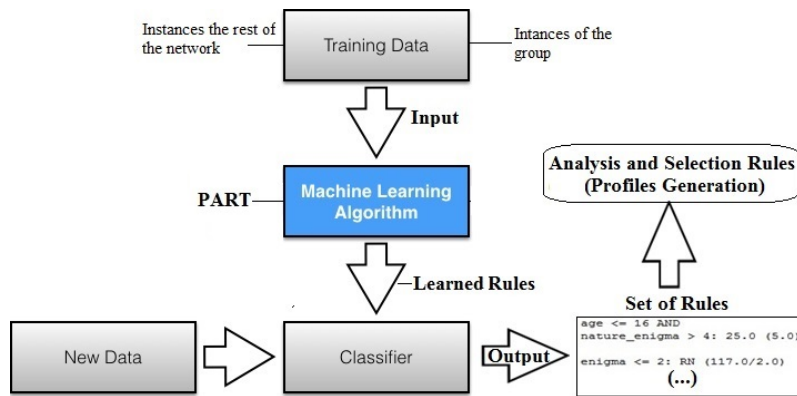 Instances the rest of
the network
Training Data
Intances of the
group
Input
PART
Machine Learning
Algorithm
Analysis and Selection Rules
(Profiles Generation)
Learned Rules
Set of Rules
New Data
Classifier
Output
age <= 16 AND
nature_enigma > 4: 25.0 (5.0)
enigma <= 2: RN (117.0/2.0)
(...)